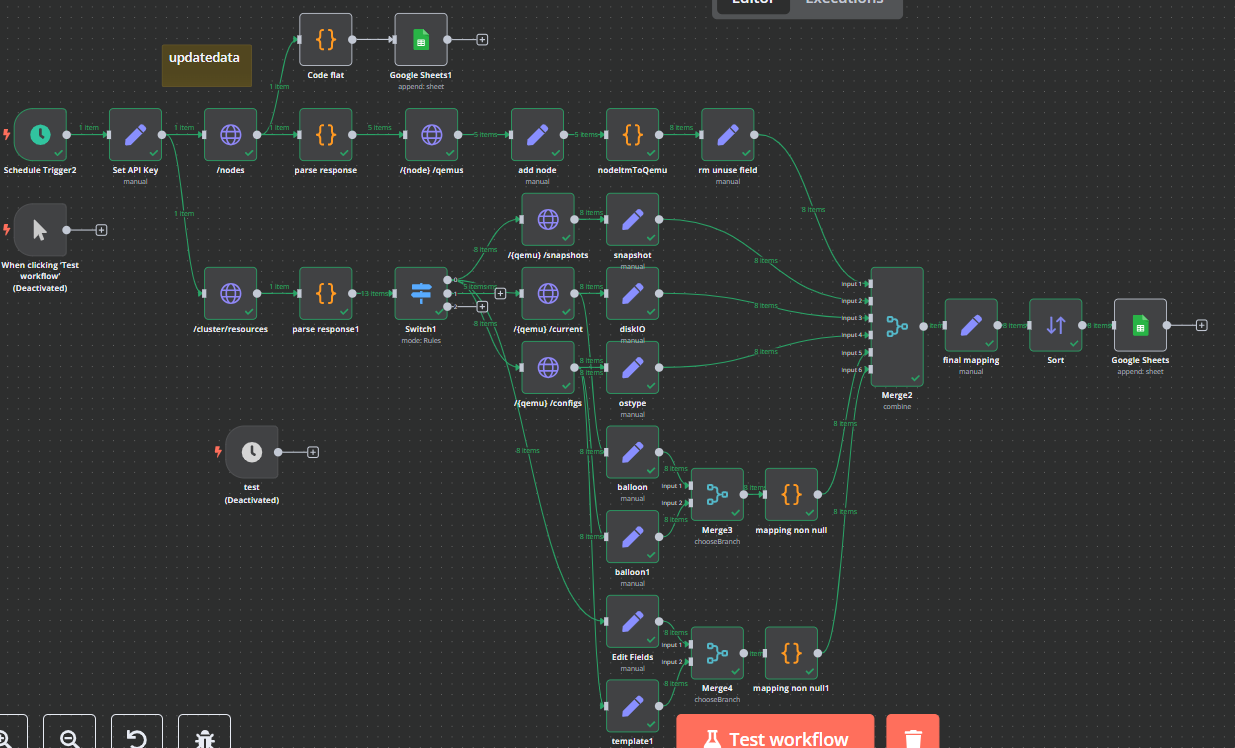 Editor
Executions
updatedata
Code flat
Google Sheets1
append: sheet
1 item
1 item
1 item
1 item
5 items
5 items
5 items
8 items
Schedule Trigger2
Set API Key
manual
/nodes
parse response
/{node} /qemus
add node
manual
nodeItmToQemu
rm unuse field
manual
1 item
8 items
When clicking 'Test
workflow'
(Deactivated)
8 items
8 items
/{qemu} /snapshots
snapshot
manual
8 items
1 item
13 items
0
5 items
1
2
8 items
8 items
8 items
/cluster/resources
parse response1
Switch1
mode: Rules
/{qemu} /current
diskIO
manual
Input 1
Input 2
Input 3
Input 4
Input 5
Input 6
8 items
8 items
8 items
Merge2
combine
final mapping
manual
8 items
Sort
8 items
Google Sheets
append: sheet
/{qemu} /configs
ostype
manual
8 items
8 items
8 items
test
(Deactivated)
balloon
manual
8 items
Input 1
Input 2
8 items
8 items
8 items
Merge3
chooseBranch
mapping non null
8 items
balloon1
manual
Edit Fields
manual
8 items
Input 1
Input 2
8 items
Merge4
chooseBranch
mapping non null1
template1
Test workflow